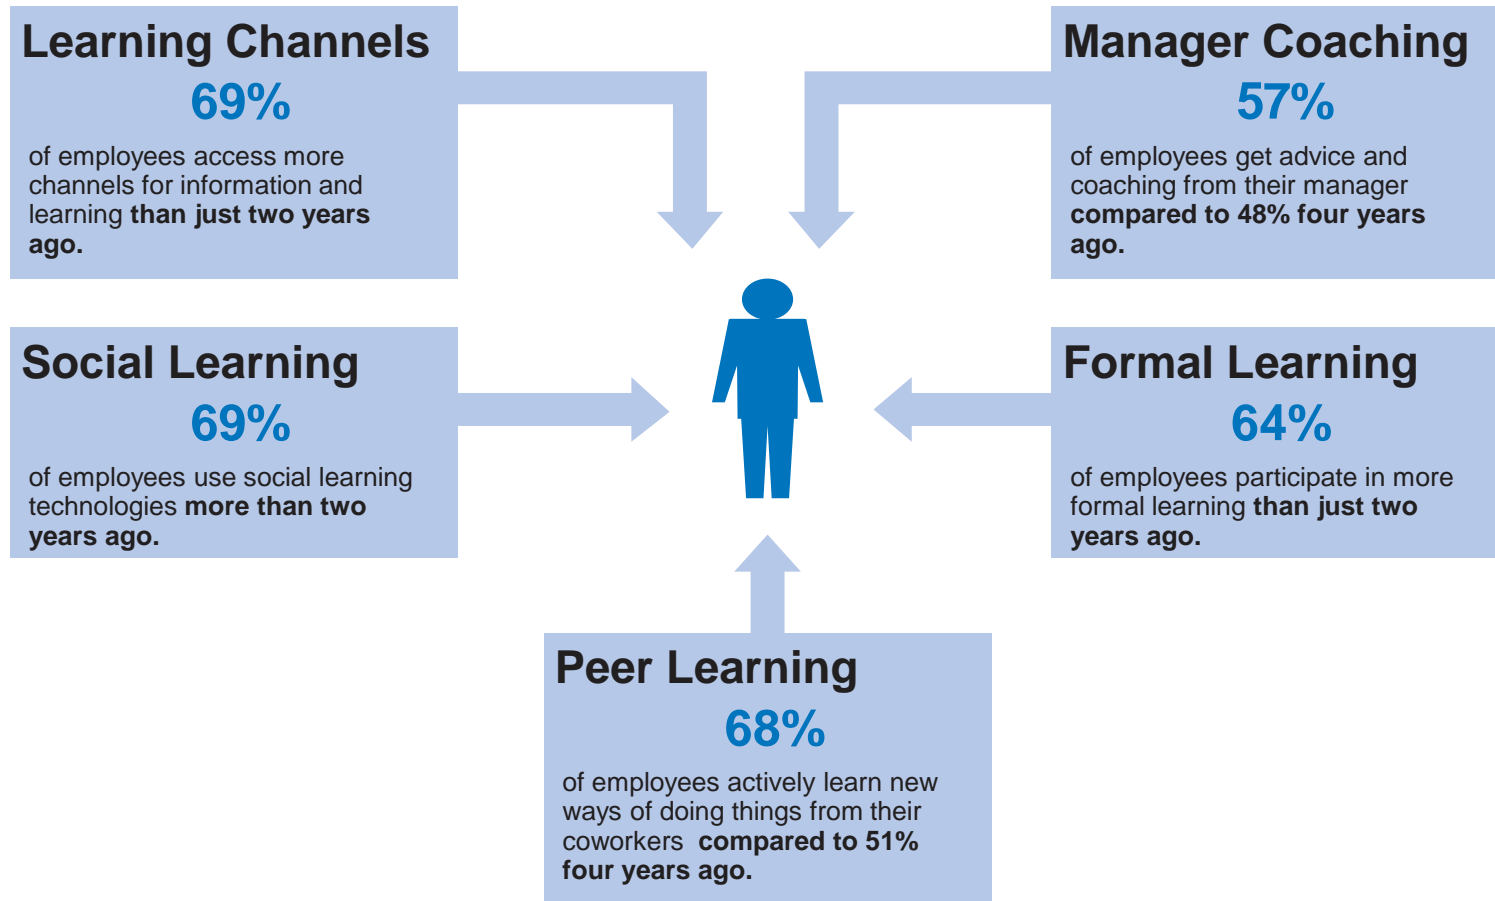 Learning Channels
69%
of employees access more
channels for information and
learning than just two years
ago.
Manager Coaching
57%
of employees get advice and
coaching from their manager
compared to 48% four years
ago.
Social Learning
69%
of employees use social learning
technologies more than two
years ago.
Formal Learning
64%
of employees participate in more
formal learning than just two
years ago.
Peer Learning
68%
of employees actively learn new
ways of doing things from their
coworkers  compared to 51%
four years ago.